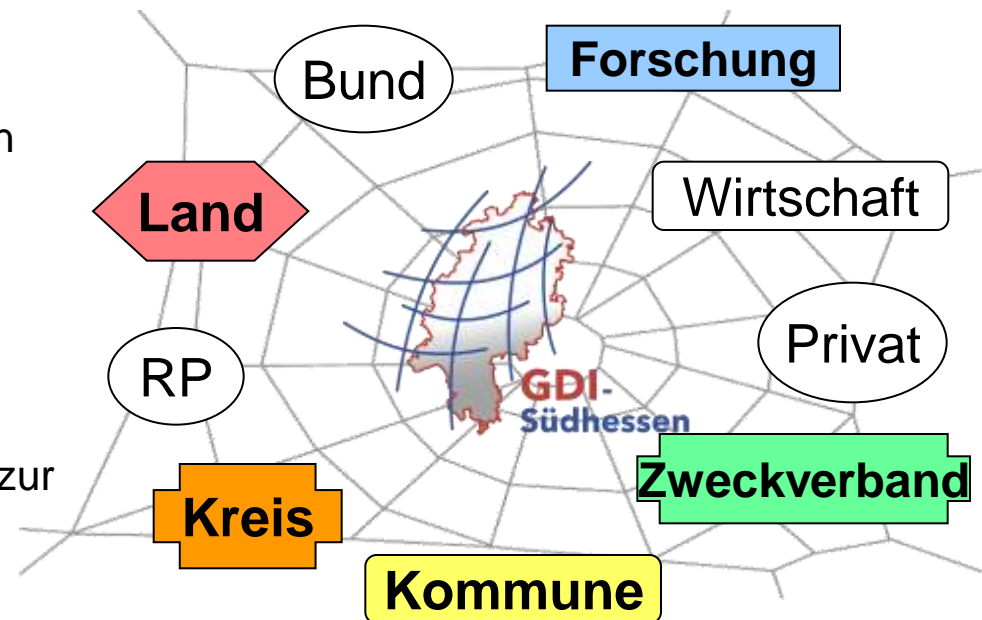 Bund
Forschung
n
Land
Wirtschaft
Privat
RP
GDI-
Südhessen
zur
Zweckverband
Kreis
Kommune